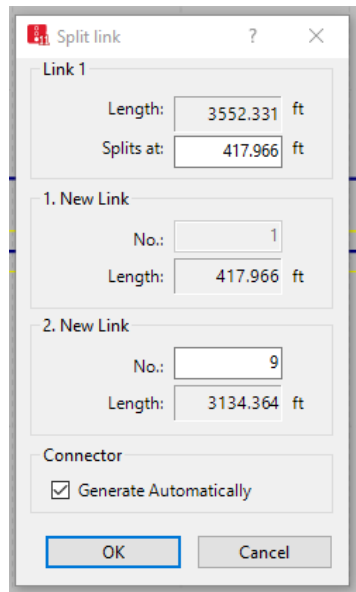 11 Split link ? ×
Link 1
Length: 3552.331 ft
Splits at: 417.966 ft
1. New Link
No.: 1
Length: 417.966 ft
2. New Link
No.: 9
Length: 3134.364 ft
Connector
Generate Automatically
OK Cancel